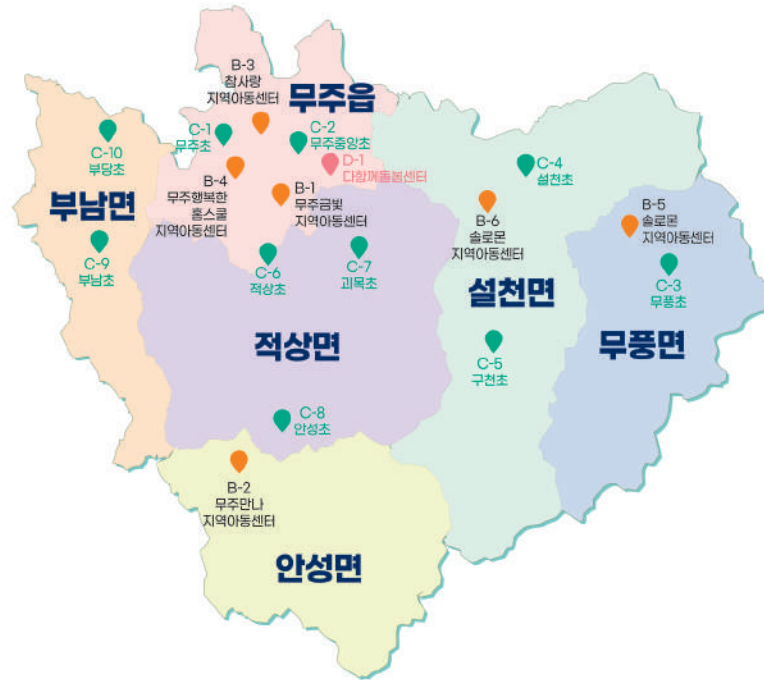 B-3
참사랑
지역아동센터
무주읍
C-1
무주초
C-2
무주중앙초
D-1
다함께돌봄센터
C-10
부당초
B-4
무주행복한
홈스쿨
지역아동센터
B-1
무주금빛
지역아동센터
C-4
설천초
부남면
C-9
부남초
C-6
적상초
C-7
괴목초
B-6
솔로몬
지역아동센터
B-5
솔로몬
지역아동센터
C-3
무풍초
설천면
적상면
무풍면
C-5
구천초
C-8
안성초
B-2
무주만나
지역아동센터
안성면